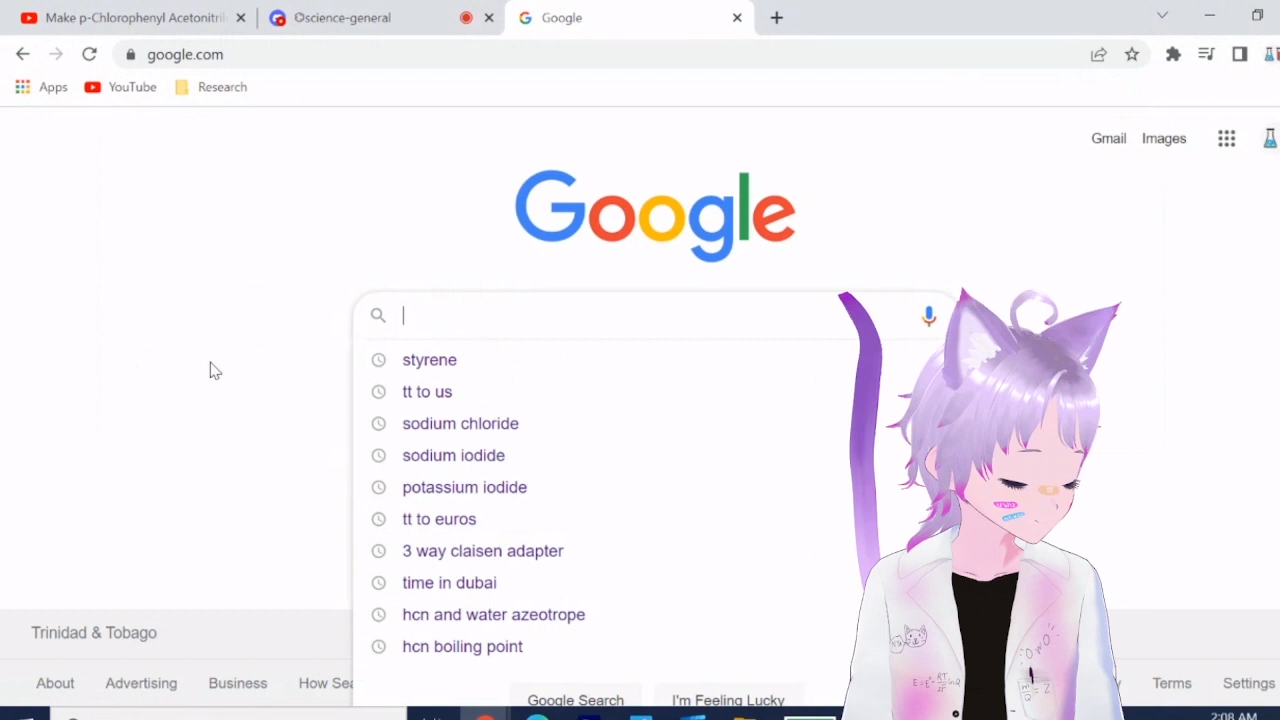 Make p-Chlorophenyl Acetonitril
science-general
Google
google.com
Apps
YouTube
Research
Gmail
Images
Google
styrene
tt to us
sodium chloride
sodium iodide
potassium iodide
tt to euros
3 way claisen adapter
time in dubai
hcn and water azeotrope
hcn boiling point
Trinidad & Tobago
About
Advertising
Business
How Sea
Google Search
I'm Feeling Lucky
Terms
Settings
2:08 AM